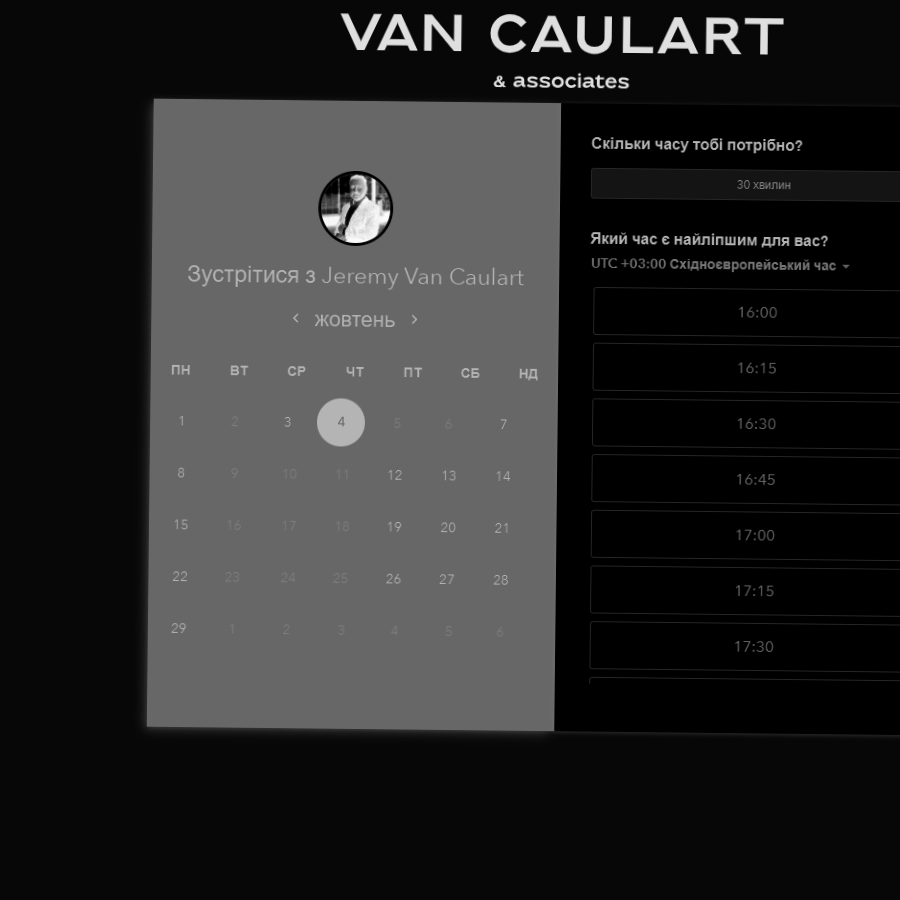 VAN CAULART
& associates
Зустрітися з Jeremy Van Caulart
жовтень
ПН ВТ СР ЧТ ПТ СБ НД
1 2 3 4 5 6 7
8 9 10 11 12 13 14
15 16 17 18 19 20 21
22 23 24 25 26 27 28
29 1 2 3 4 5 6
Скільки часу тобі потрібно?
30 хвилин
Який час є найліпшим для вас?
UTC +03:00 Східноєвропейський час
16:00
16:15
16:30
16:45
17:00
17:15
17:30